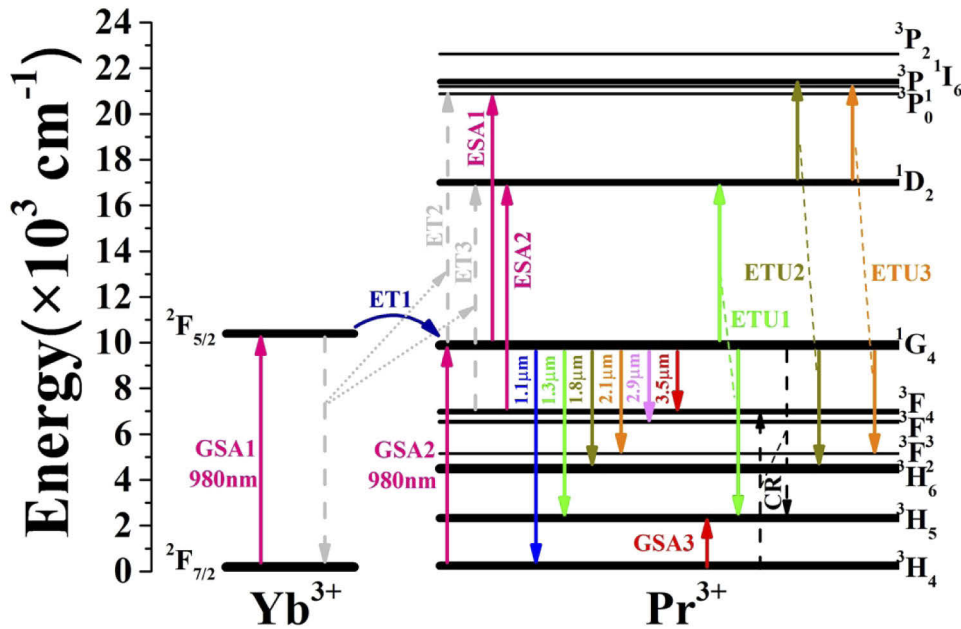 Energy(×10³ cm⁻¹)
24
22
20
18
16
14
12
10
8
6
4
2
0
²F₅/₂
²F₇/₂
GSA1
980nm
ET1
ET2
ET3
ESA1
ESA2
GSA2
980nm
1.1μm
1.3μm
1.8μm
2.1μm
2.9μm
3.5μm
ETU1
ETU2
ETU3
CR
GSA3
³P₂
³P₁ ¹I₆
³P₀
¹D₂
¹G₄
³F₄
³F₃
³F₂
³H₆
³H₅
³H₄
Yb³⁺
Pr³⁺